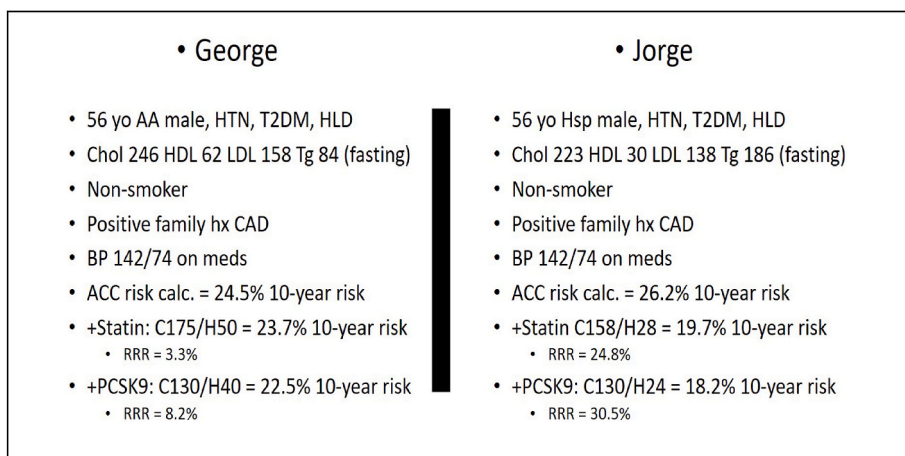 • George
• 56 yo AA male, HTN, T2DM, HLD
• Chol 246 HDL 62 LDL 158 Tg 84 (fasting)
• Non-smoker
• Positive family hx CAD
• BP 142/74 on meds
• ACC risk calc. = 24.5% 10-year risk
• +Statin: C175/H50 = 23.7% 10-year risk
• RRR = 3.3%
• +PCSK9: C130/H40 = 22.5% 10-year risk
• RRR = 8.2%
• Jorge
• 56 yo Hsp male, HTN, T2DM, HLD
• Chol 223 HDL 30 LDL 138 Tg 186 (fasting)
• Non-smoker
• Positive family hx CAD
• BP 142/74 on meds
• ACC risk calc. = 26.2% 10-year risk
• +Statin C158/H28 = 19.7% 10-year risk
• RRR = 24.8%
• +PCSK9: C130/H24 = 18.2% 10-year risk
• RRR = 30.5%